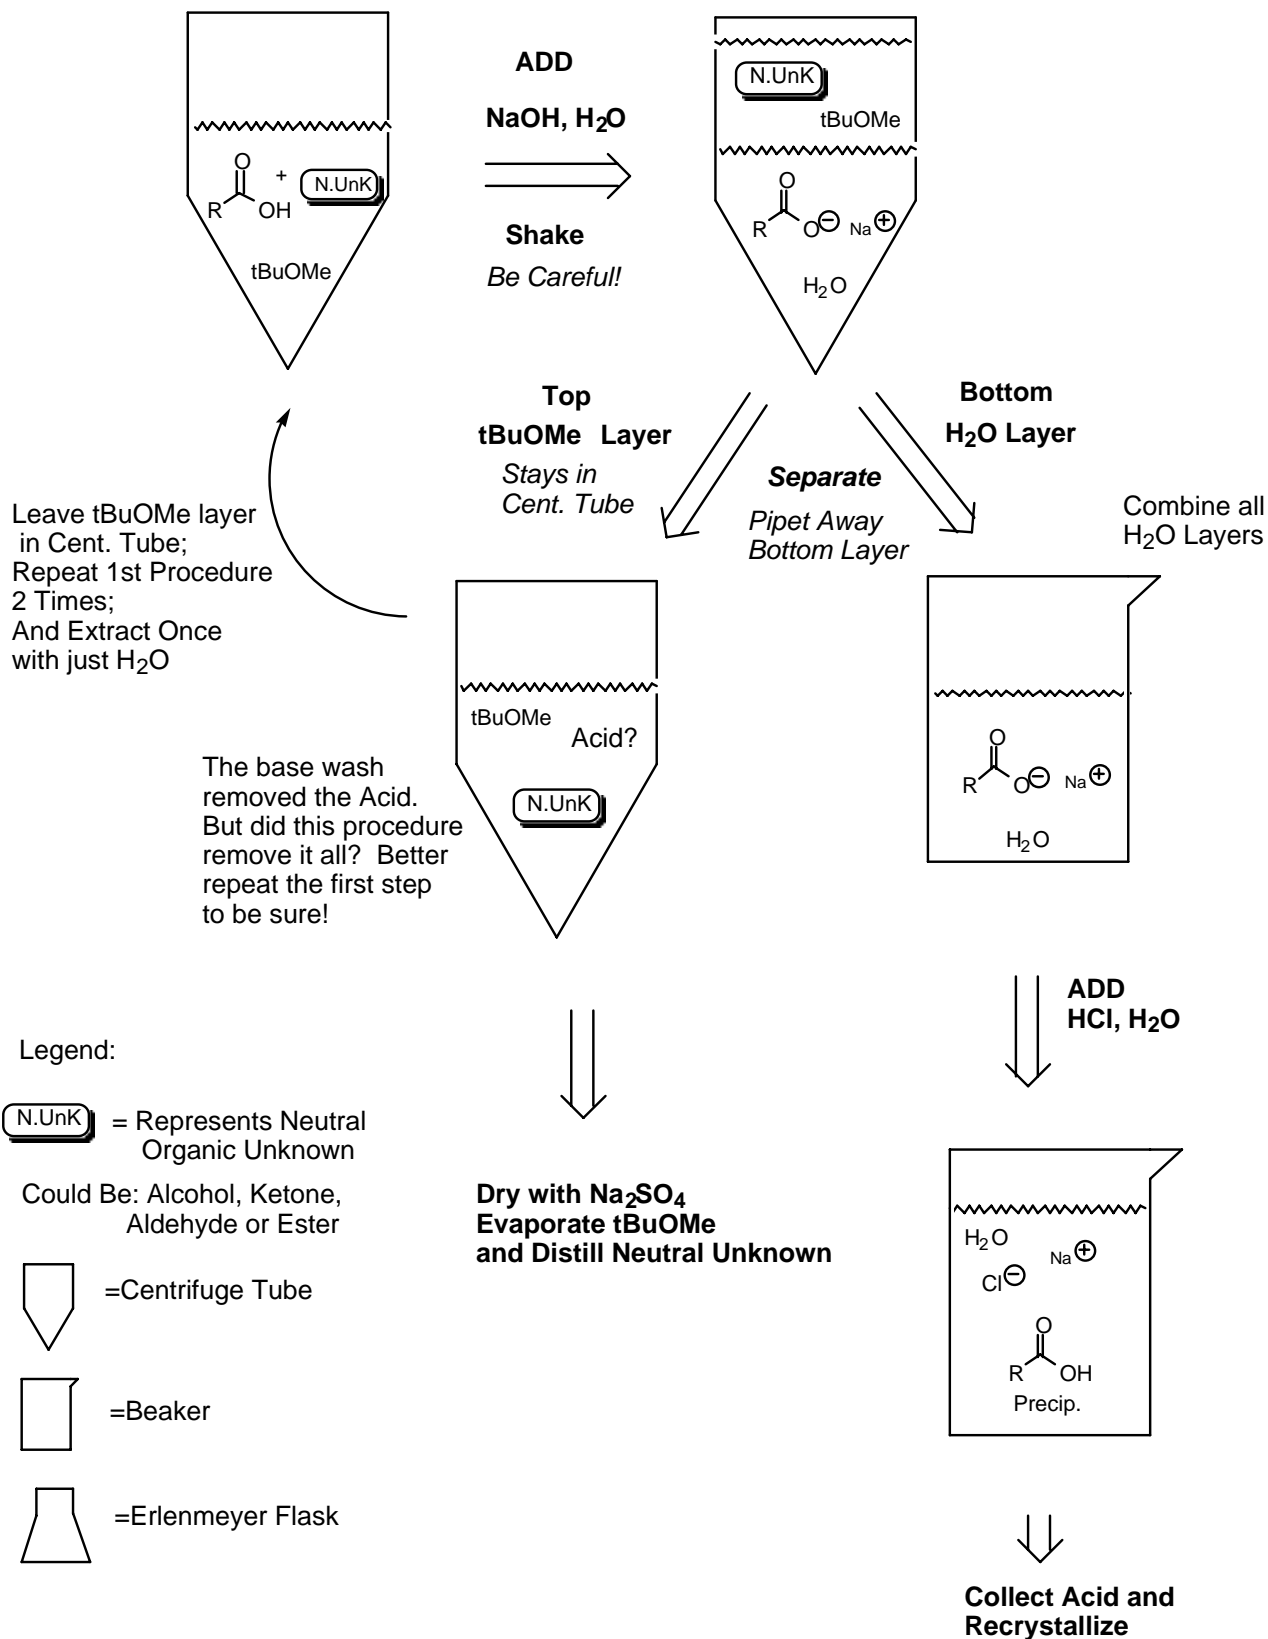 ADD
NaOH, H2O
Shake
Be Careful!
O
R
OH
+
N.UnK
tBuOMe
N.UnK
tBuOMe
O
R
O⊖
Na⊕
H2O
Top
tBuOMe Layer
Stays in
Cent. Tube
Separate
Pipet Away
Bottom Layer
Bottom
H2O Layer
Combine all
H2O Layers
Leave tBuOMe layer
in Cent. Tube;
Repeat 1st Procedure
2 Times;
And Extract Once
with just H2O
tBuOMe
Acid?
N.UnK
The base wash
removed the Acid.
But did this procedure
remove it all? Better
repeat the first step
to be sure!
O
R
O⊖
Na⊕
H2O
ADD
HCl, H2O
Legend:
N.UnK
= Represents Neutral
Organic Unknown
Could Be: Alcohol, Ketone,
Aldehyde or Ester
=Centrifuge Tube
=Beaker
=Erlenmeyer Flask
Dry with Na2SO4
Evaporate tBuOMe
and Distill Neutral Unknown
H2O
Na⊕
Cl⊖
O
R
OH
Precip.
Collect Acid and
Recrystallize